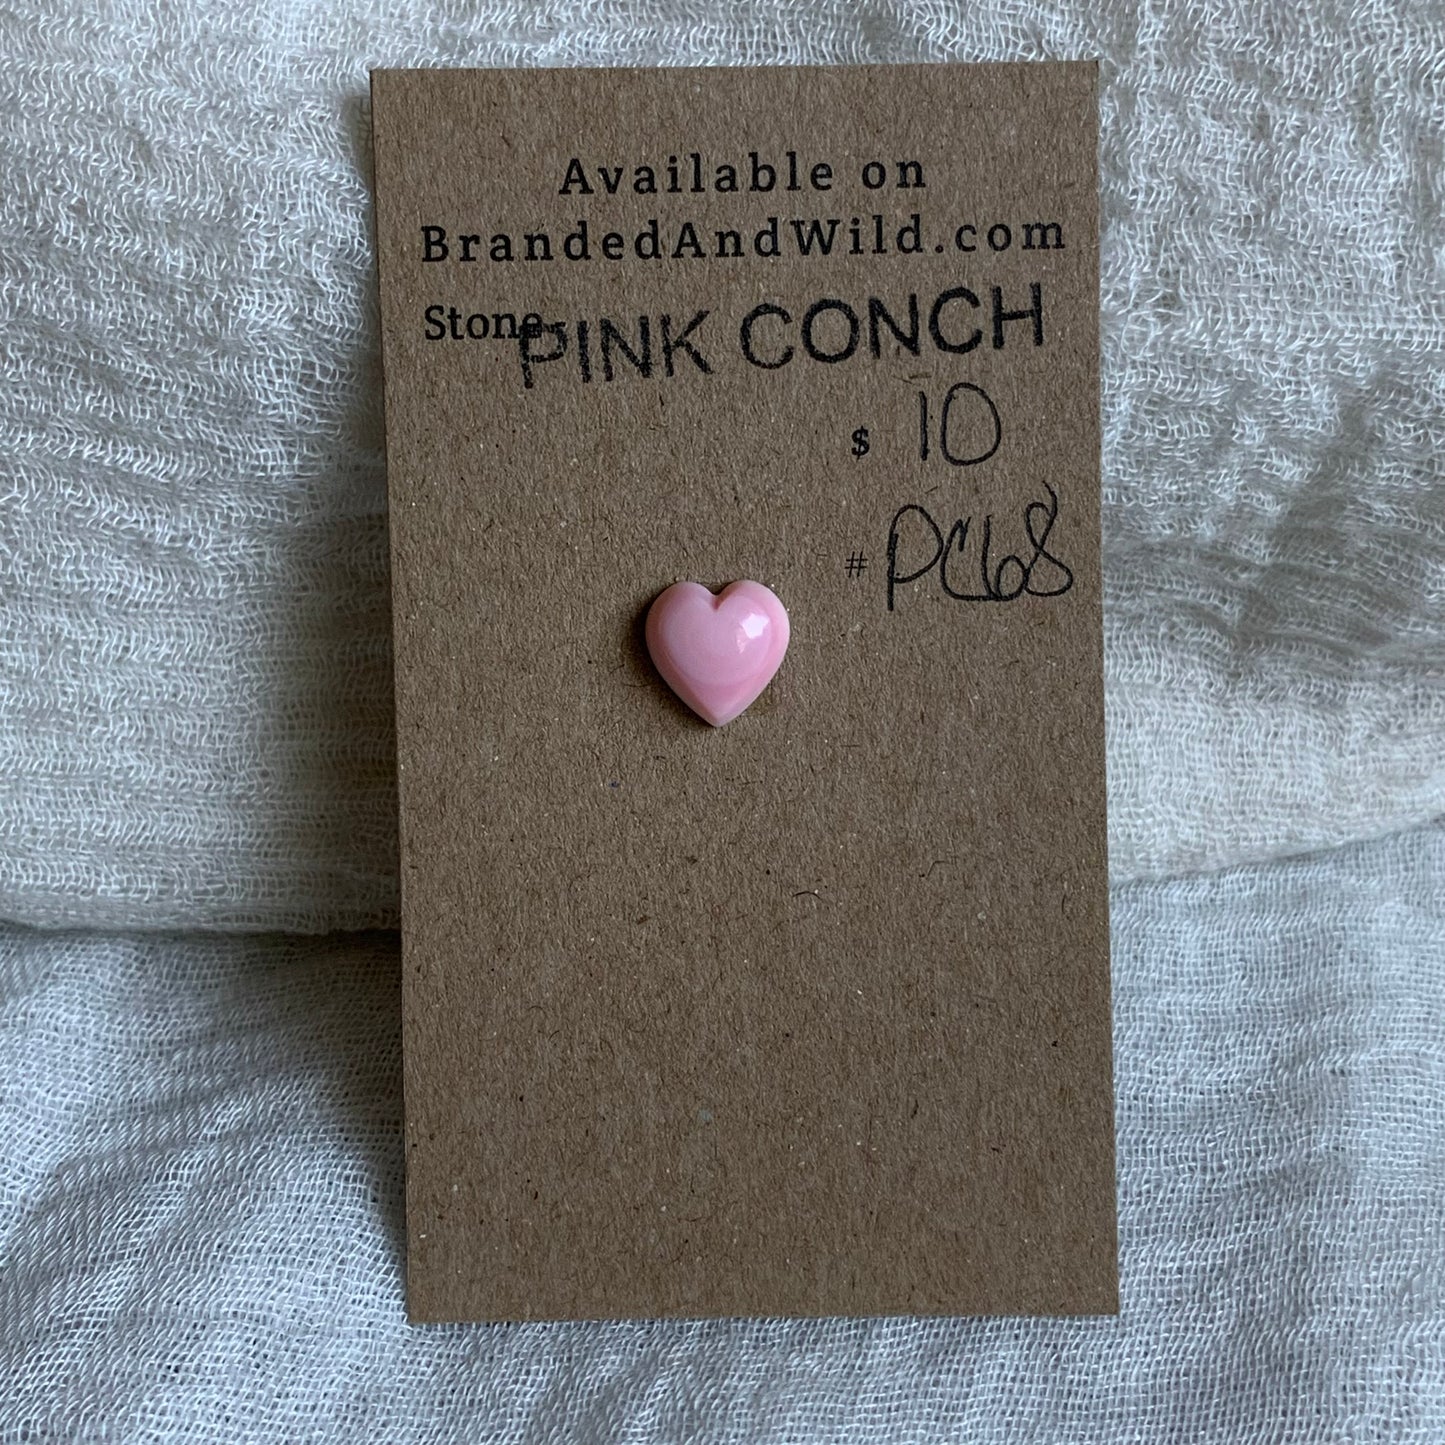 Available on
BrandedAndWild.com
Stone- PINK CONCH
$ 10
# PC68